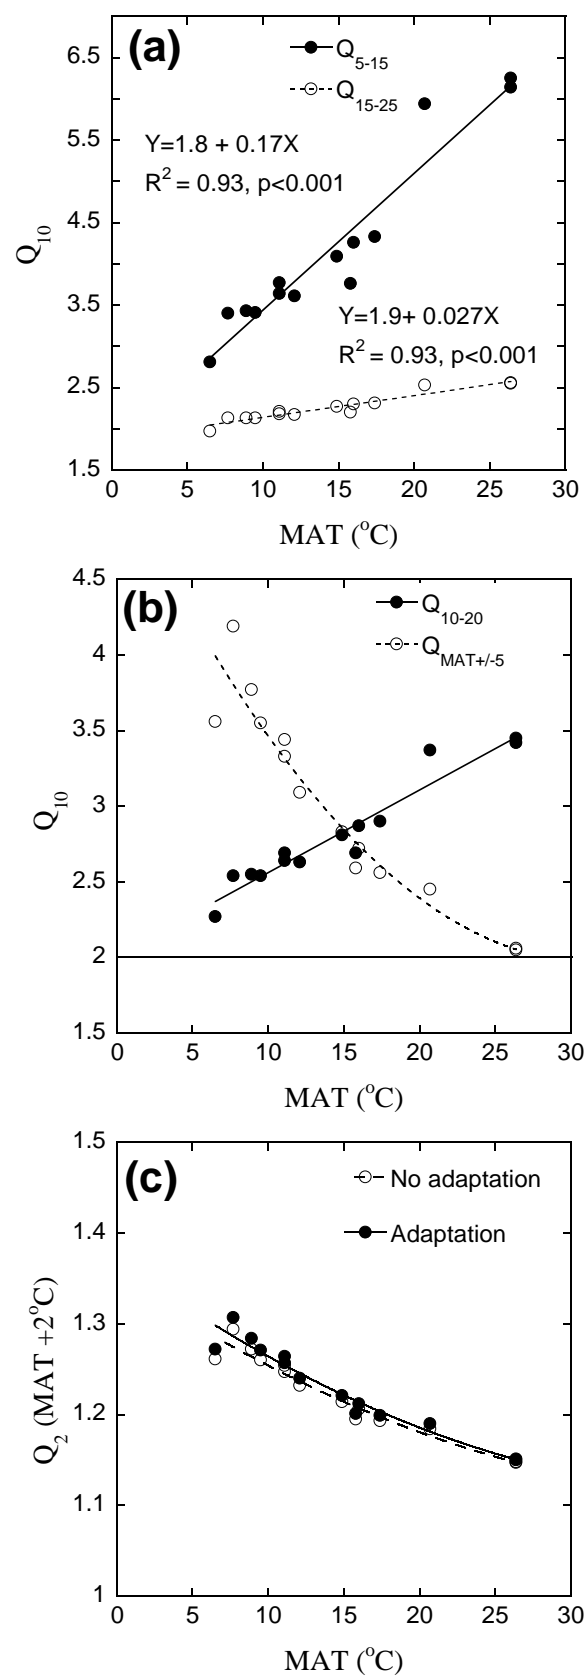 (a)
Q5-15
Q15-25
Y=1.8 + 0.17X
R2 = 0.93, p<0.001
Y=1.9+ 0.027X
R2 = 0.93, p<0.001
Q10
6.5
5.5
4.5
3.5
2.5
1.5
0 5 10 15 20 25 30
MAT (oC)
(b)
Q10-20
QMAT+/-5
Q10
4.5
4
3.5
3
2.5
2
1.5
0 5 10 15 20 25 30
MAT (oC)
(c)
No adaptation
Adaptation
Q2 (MAT +2oC)
1.5
1.4
1.3
1.2
1.1
1
0 5 10 15 20 25 30
MAT (oC)